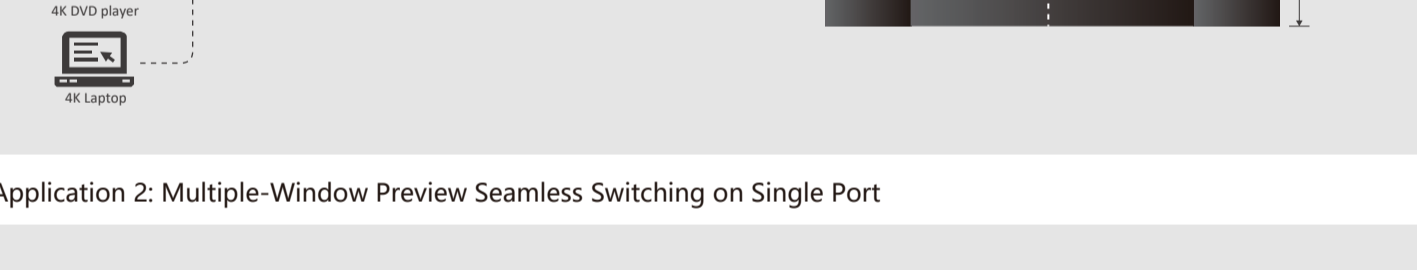 4K DVD player
4K Laptop
Application 2: Multiple-Window Preview Seamless Switching on Single Port